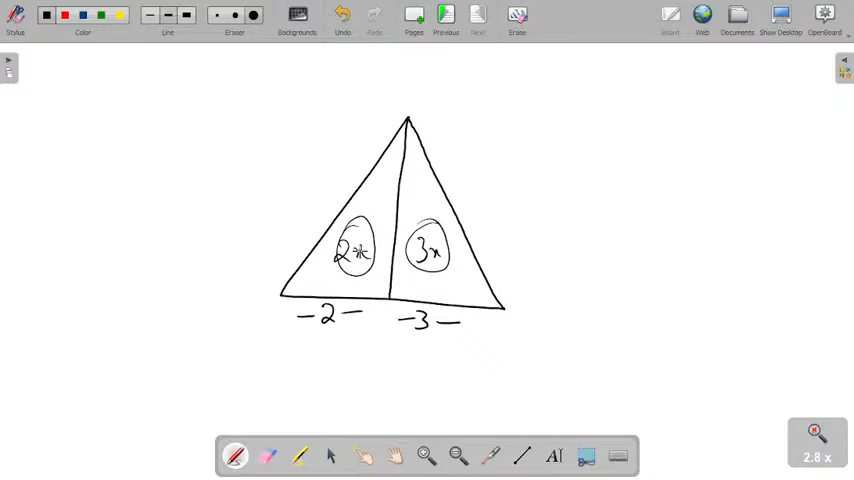 Stylus Color Line Eraser Backgrounds Undo Redo Pages Previous Next Erase Board Web Documents Show Desktop OpenBoard
2x 3x
-2- -3-
2.8 x